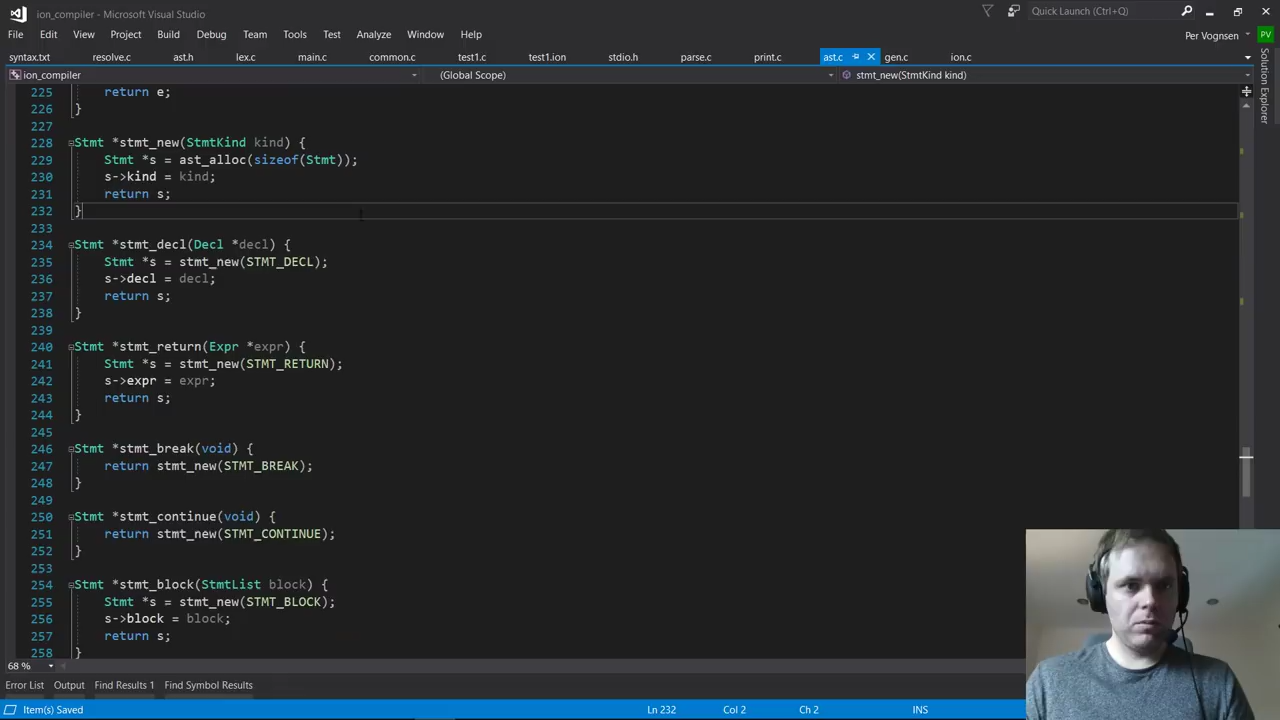 ion_compiler - Microsoft Visual Studio
Quick Launch (Ctrl+Q)
File Edit View Project Build Debug Team Tools Test Analyze Window Help
Per Vognsen PV
syntax.txt resolve.c ast.h lex.c main.c common.c test1.c test1.ion stdio.h parse.c print.c ast.c gen.c ion.c
Solution Explorer
ion_compiler (Global Scope) stmt_new(StmtKind kind)
225 return e;
226 }
227
228 Stmt *stmt_new(StmtKind kind) {
229 Stmt *s = ast_alloc(sizeof(Stmt));
230 s->kind = kind;
231 return s;
232 }
233
234 Stmt *stmt_decl(Decl *decl) {
235 Stmt *s = stmt_new(STMT_DECL);
236 s->decl = decl;
237 return s;
238 }
239
240 Stmt *stmt_return(Expr *expr) {
241 Stmt *s = stmt_new(STMT_RETURN);
242 s->expr = expr;
243 return s;
244 }
245
246 Stmt *stmt_break(void) {
247 return stmt_new(STMT_BREAK);
248 }
249
250 Stmt *stmt_continue(void) {
251 return stmt_new(STMT_CONTINUE);
252 }
253
254 Stmt *stmt_block(StmtList block) {
255 Stmt *s = stmt_new(STMT_BLOCK);
256 s->block = block;
257 return s;
258 }
68 %
Error List Output Find Results 1 Find Symbol Results
Item(s) Saved Ln 232 Col 2 Ch 2 INS